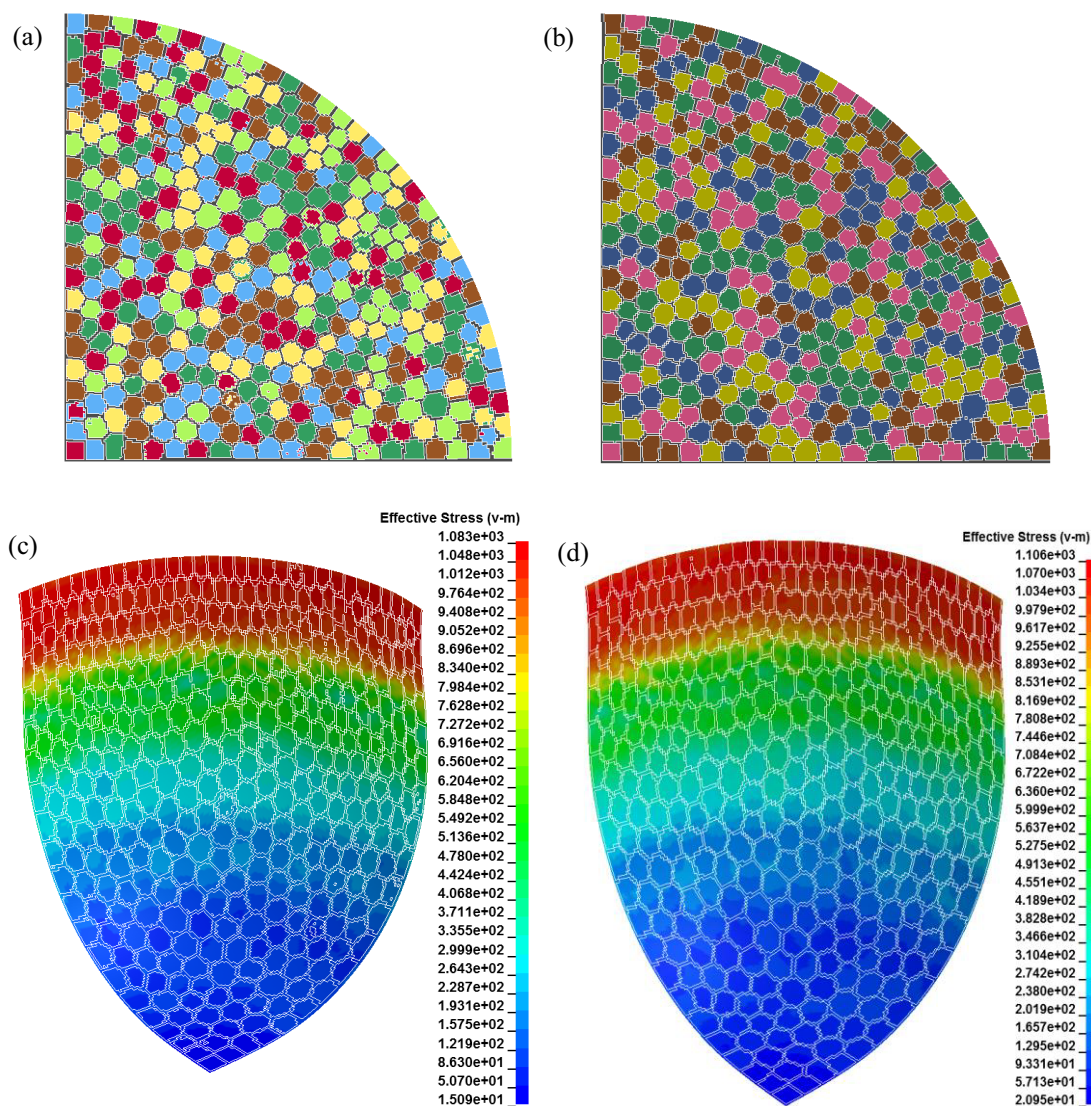 (a)
(b)
(c)
Effective Stress (v-m)
1.083e+03
1.048e+03
1.012e+03
9.764e+02
9.408e+02
9.052e+02
8.696e+02
8.340e+02
7.984e+02
7.628e+02
7.272e+02
6.916e+02
6.560e+02
6.204e+02
5.848e+02
5.492e+02
5.136e+02
4.780e+02
4.424e+02
4.068e+02
3.711e+02
3.355e+02
2.999e+02
2.643e+02
2.287e+02
1.931e+02
1.575e+02
1.219e+02
8.630e+01
5.070e+01
1.509e+01
(d)
Effective Stress (v-m)
1.106e+03
1.070e+03
1.034e+03
9.979e+02
9.617e+02
9.255e+02
8.893e+02
8.531e+02
8.169e+02
7.808e+02
7.446e+02
7.084e+02
6.722e+02
6.360e+02
5.999e+02
5.637e+02
5.275e+02
4.913e+02
4.551e+02
4.189e+02
3.828e+02
3.466e+02
3.104e+02
2.742e+02
2.380e+02
2.019e+02
1.657e+02
1.295e+02
9.331e+01
5.713e+01
2.095e+01